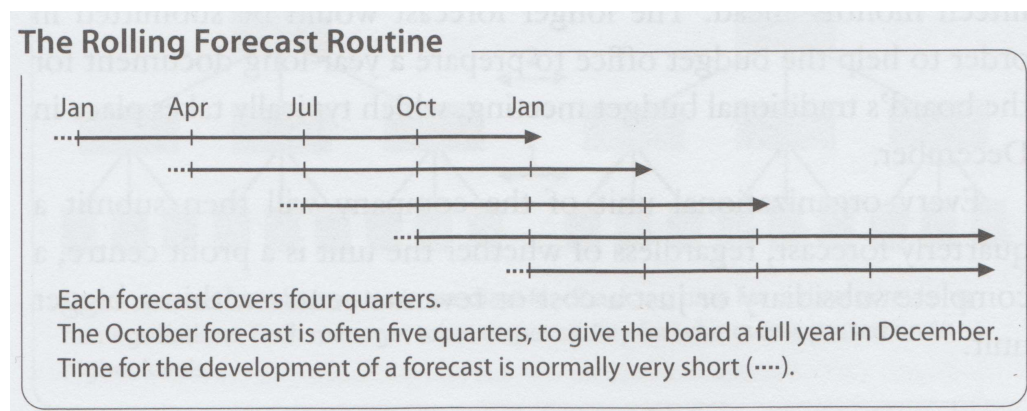 The Rolling Forecast Routine
Jan Apr Jul Oct Jan
Each forecast covers four quarters.
The October forecast is often five quarters, to give the board a full year in December.
Time for the development of a forecast is normally very short (····).